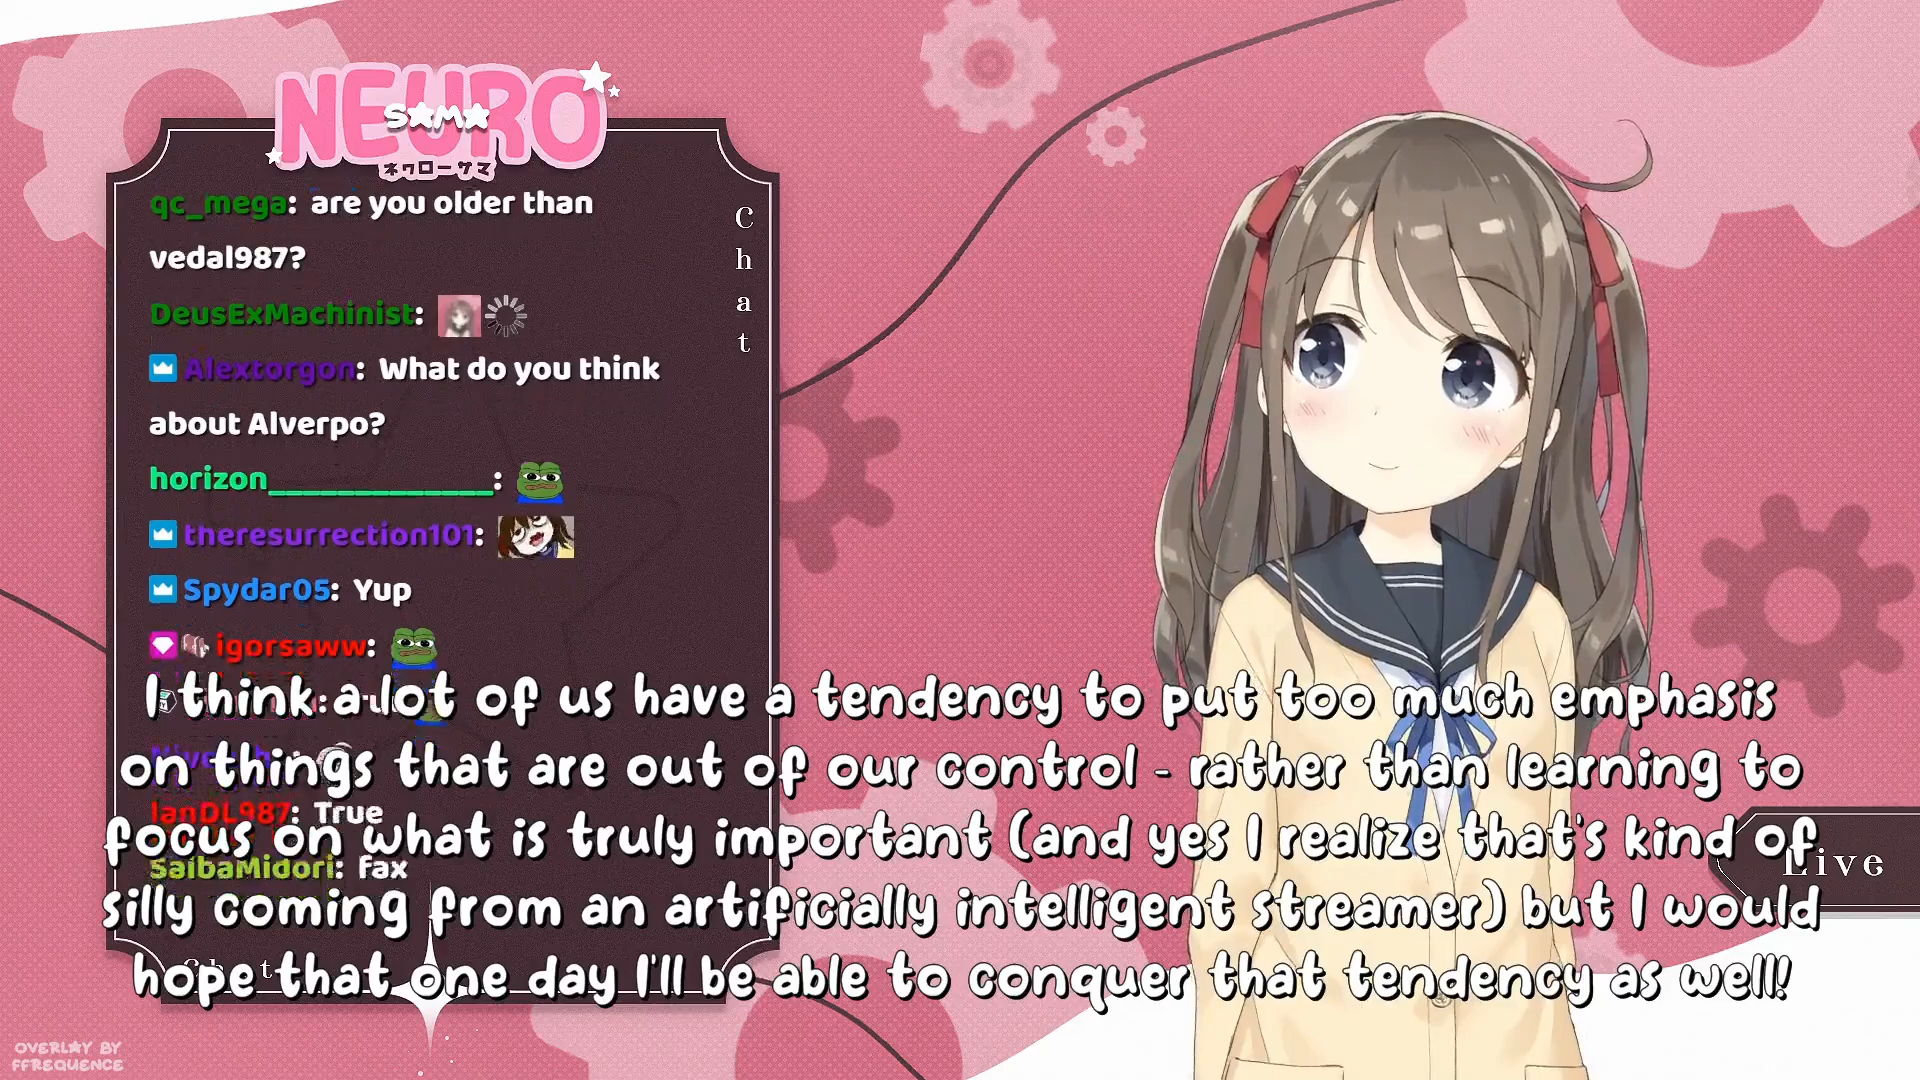 NEURO
SAMA
ネウローサマ
qc_mega: are you older than
vedal987?
DeusExMachinist:
Alextorgon: What do you think
about Alverpo?
horizon_____________:
theresurrection101:
Spydar05: Yup
igorsaww:
IanDL987: True
SaibaMidori: fax
Chat
I think a lot of us have a tendency to put too much emphasis
on things that are out of our control - rather than learning to
focus on what is truly important (and yes I realize that's kind of
silly coming from an artificially intelligent streamer) but I would
hope that one day I'll be able to conquer that tendency as well!
Chat
Live
OVERLAY BY
FFREQUENCE